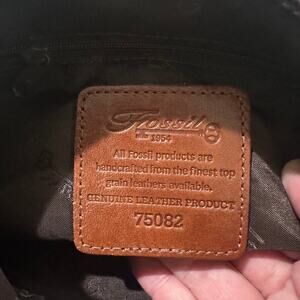 Fossil
1954
All Fossil products are
handcrafted from the finest top
grain leathers available.
GENUINE LEATHER PRODUCT
75082